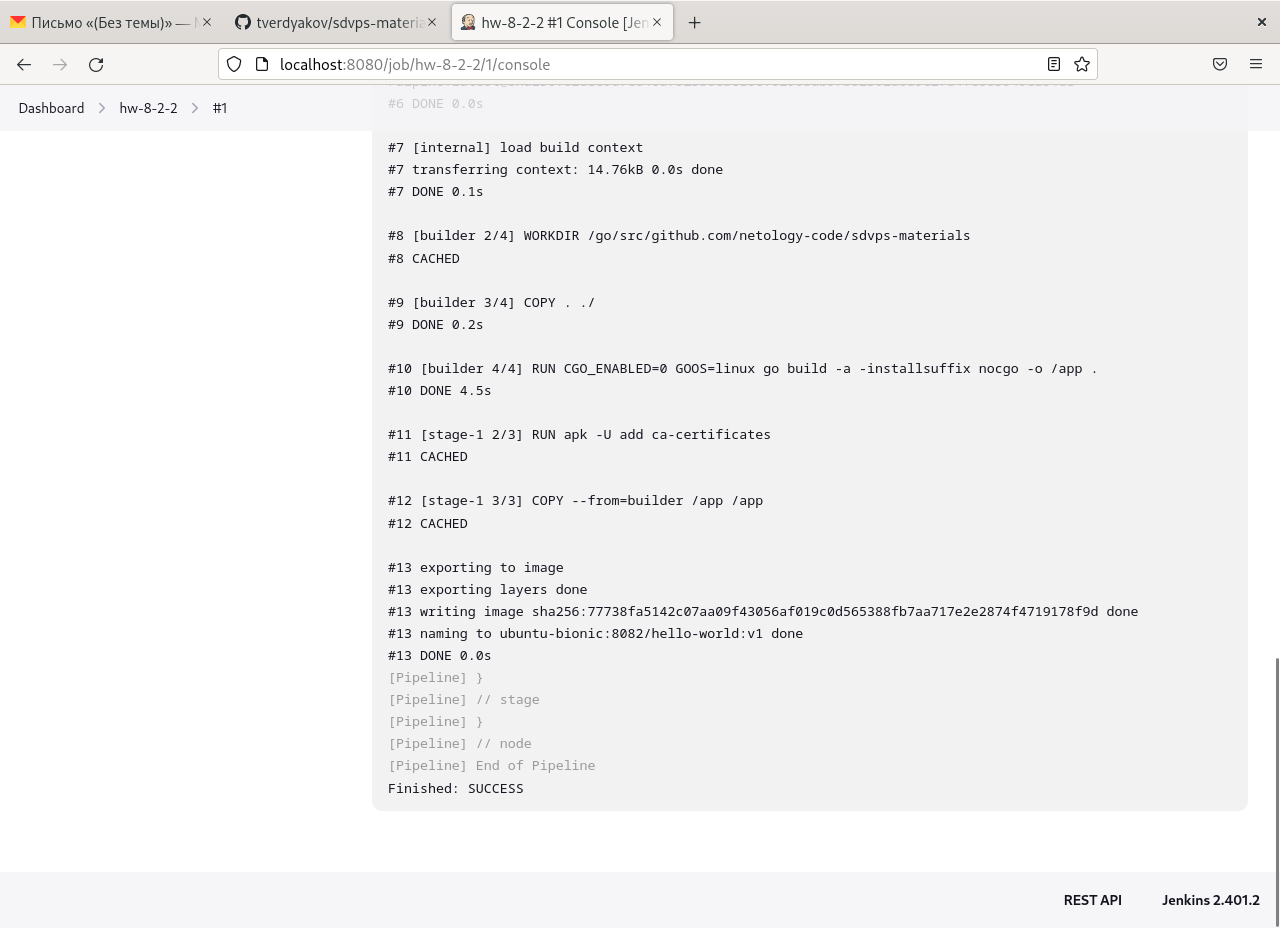 Письмо «(Без темы)» —
tverdyakov/sdvps-materia
hw-8-2-2 #1 Console [Jen
localhost:8080/job/hw-8-2-2/1/console
Dashboard
hw-8-2-2
#1
#6 DONE 0.0s
#7 [internal] load build context
#7 transferring context: 14.76kB 0.0s done
#7 DONE 0.1s
#8 [builder 2/4] WORKDIR /go/src/github.com/netology-code/sdvps-materials
#8 CACHED
#9 [builder 3/4] COPY . ./
#9 DONE 0.2s
#10 [builder 4/4] RUN CGO_ENABLED=0 GOOS=linux go build -a -installsuffix nocgo -o /app .
#10 DONE 4.5s
#11 [stage-1 2/3] RUN apk -U add ca-certificates
#11 CACHED
#12 [stage-1 3/3] COPY --from=builder /app /app
#12 CACHED
#13 exporting to image
#13 exporting layers done
#13 writing image sha256:77738fa5142c07aa09f43056af019c0d565388fb7aa717e2e2874f4719178f9d done
#13 naming to ubuntu-bionic:8082/hello-world:v1 done
#13 DONE 0.0s
[Pipeline] }
[Pipeline] // stage
[Pipeline] }
[Pipeline] // node
[Pipeline] End of Pipeline
Finished: SUCCESS
REST API
Jenkins 2.401.2